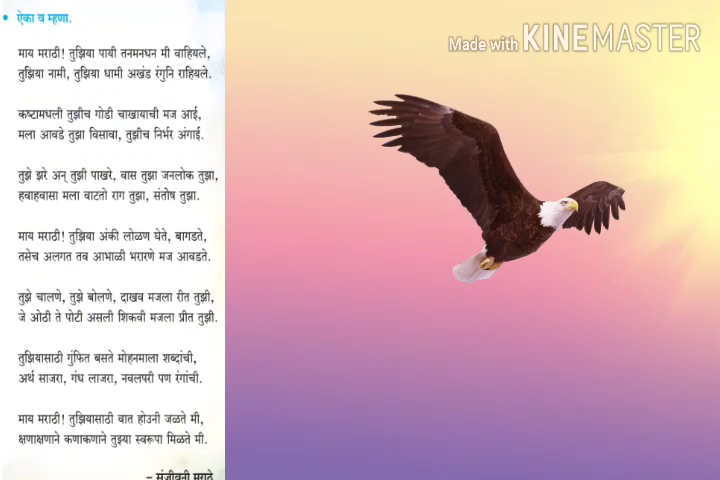 • ऐका व म्हणा.
माय मराठी! तुझिया पायी तनमनधन मी वाहियले,
तुझिया नामी, तुझिया धामी अखंड रंगुनि राहियले.
कष्टामधली तुझीच गोडी चाखायाची मज आई,
मला आवडे तुझा विसावा, तुझीच निर्भर अंगाई.
तुझे झरे अन् तुझी पाखरे, वास तुझा जनलोक तुझा,
हवाहवासा मला वाटतो राग तुझा, संतोष तुझा.
माय मराठी! तुझिया अंकी लोळण घेते, बागडते,
तसेच अलगत तव आभाळी भरारणे मज आवडते.
तुझे चालणे, तुझे बोलणे, दाखव मजला रीत तुझी,
जे ओठी ते पोटी असली शिकवी मजला प्रीत तुझी.
तुझियासाठी गुंफित बसते मोहनमाला शब्दांची,
अर्थ साजरा, गंध लाजरा, नवलपरी पण रंगांची.
माय मराठी! तुझियासाठी वात होउनी जळते मी,
क्षणाक्षणाने कणाकणाने तुझ्या स्वरूपा मिळते मी.
– संजीवनी मराठे
Made with KINEMASTER